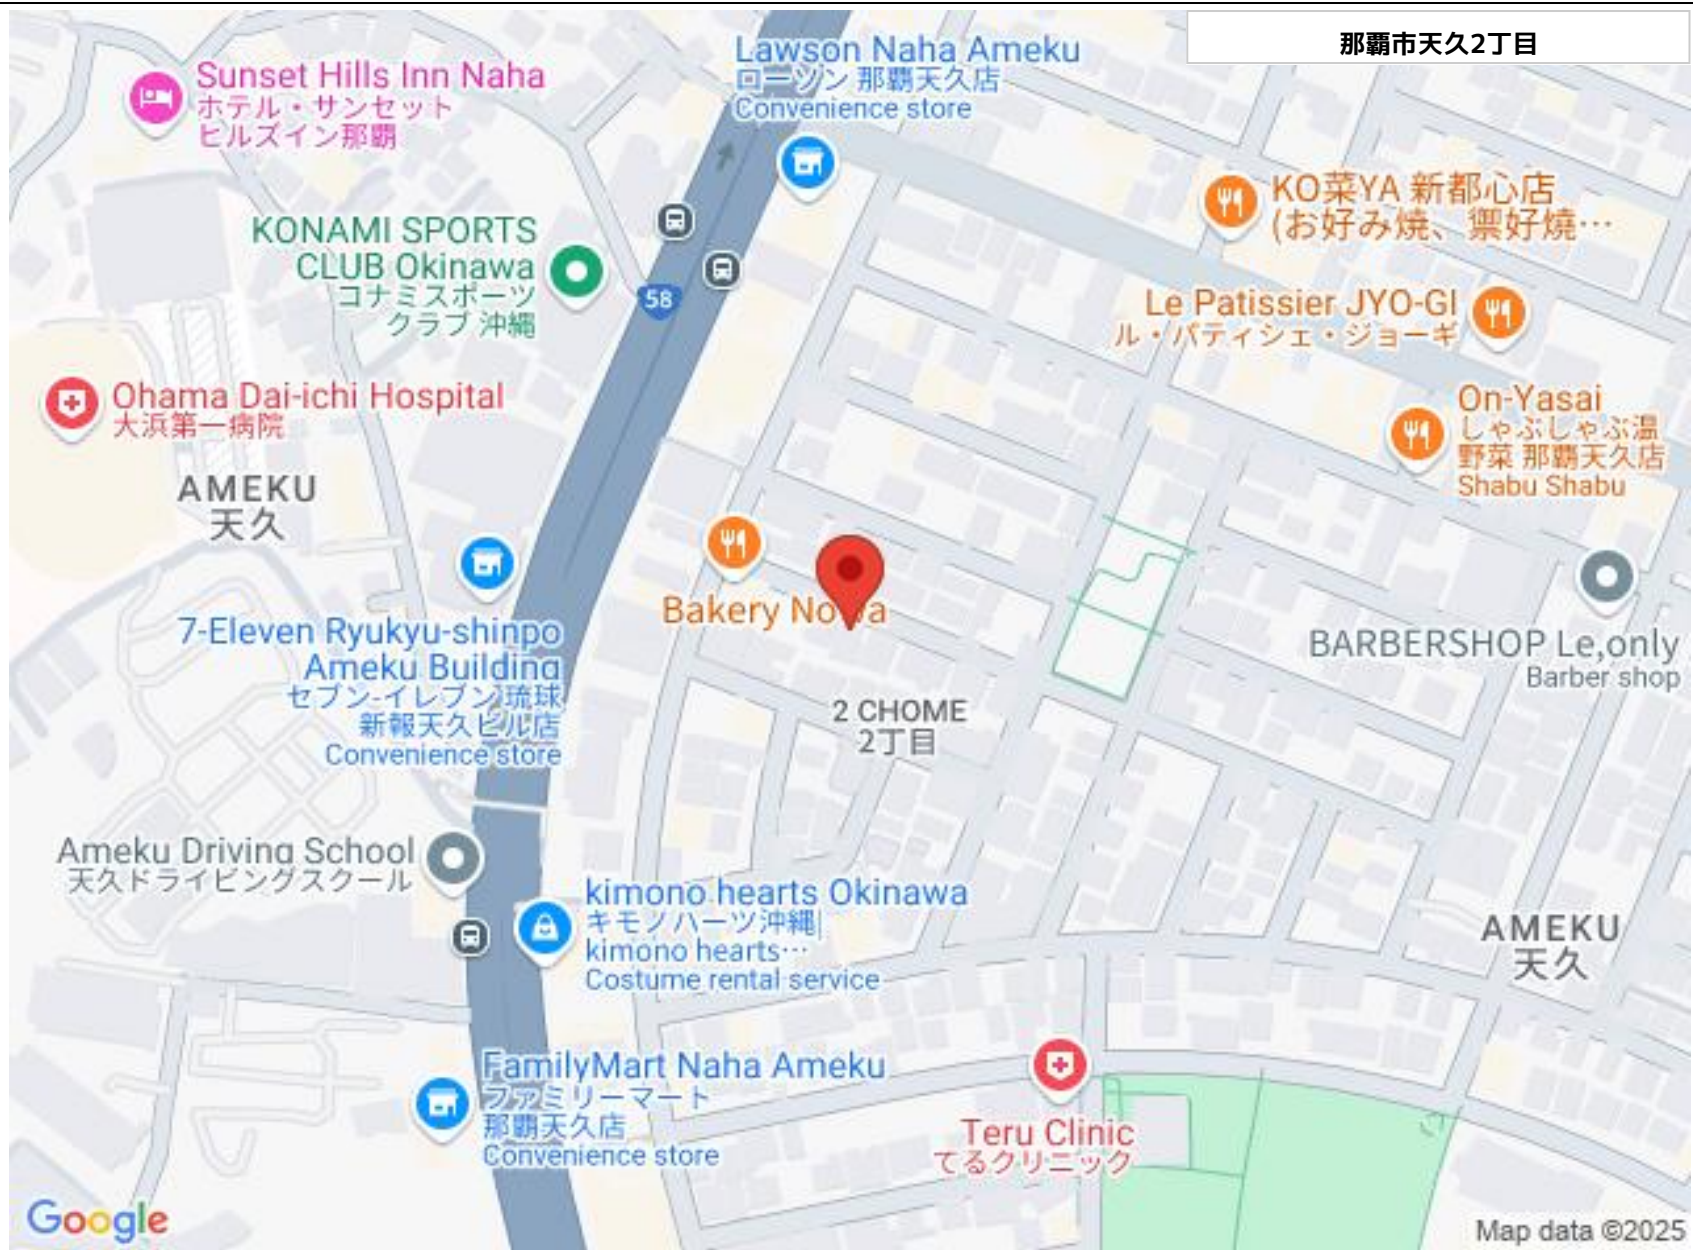 那覇市天久2丁目
Lawson Naha Ameku
ローソン 那覇天久店
Convenience store
Sunset Hills Inn Naha
ホテル・サンセット
ヒルズイン那覇
KO菜YA 新都心店
(お好み焼、禦好燒…
KONAMI SPORTS
CLUB Okinawa
コナミスポーツ
クラブ 沖縄
58
Le Patissier JYO-GI
ル・パティシェ・ジョーギ
Ohama Dai-ichi Hospital
大浜第一病院
On-Yasai
しゃぶしゃぶ温
野菜 那覇天久店
Shabu Shabu
AMEKU
天久
Bakery
7-Eleven Ryukyu-shinpo
Ameku Building
セブン-イレブン 琉球
新報天久ビル店
Convenience store
BARBERSHOP Le,only
Barber shop
2 CHOME
2丁目
Ameku Driving School
天久ドライビングスクール
kimono hearts Okinawa
キモノハーツ沖縄|
kimono hearts…
Costume rental service
AMEKU
天久
FamilyMart Naha Ameku
ファミリーマート
那覇天久店
Convenience store
Teru Clinic
てるクリニック
Google
Map data ©2025